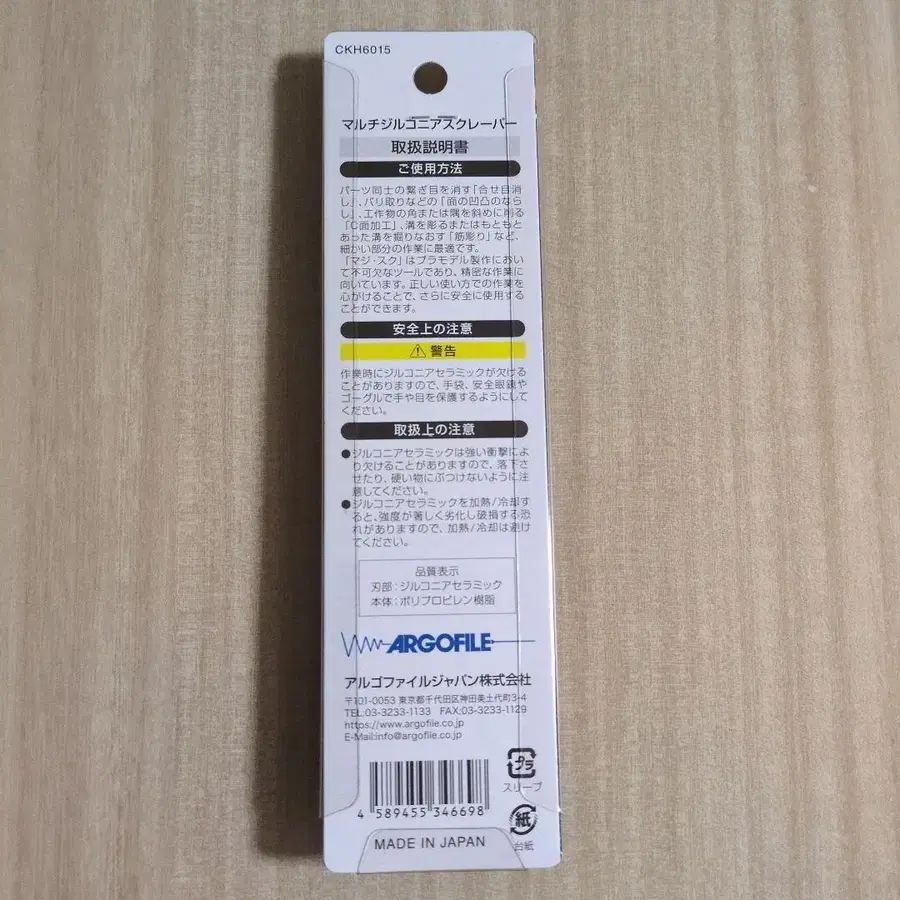 CKH6015
マルチジルコニアスクレーパー
取扱説明書
ご使用方法
パーツ同士の繋ぎ目を消す「合せ目消
し」、バリ取りなどの「面の凹凸のなら
し」、工作物の角または隅を斜めに削る
「C面加工」、溝を彫るまたはもともと
あった溝を掘りなおす「筋彫り」など、
細かい部分の作業に最適です。
「マジ・スク」はプラモデル製作におい
て不可欠なツールであり、精密な作業に
向いています。正しい使い方での作業を
心がけることで、さらに安全に使用する
ことができます。
安全上の注意
警告
作業時にジルコニアセラミックが欠ける
ことがありますので、手袋、安全眼鏡や
ゴーグルで手や目を保護するようにして
ください。
取扱上の注意
●ジルコニアセラミックは強い衝撃によ
り欠けることがありますので、落下さ
せたり、硬い物にぶつけないように注
意してください。
●ジルコニアセラミックを加熱/冷却す
ると、強度が著しく劣化し破損する恐
れがありますので、加熱/冷却は避け
てください。
品質表示
刃部:ジルコニアセラミック
本体:ポリプロピレン樹脂
ARGOFILE
アルゴファイルジャパン株式会社
〒101-0053 東京都千代田区神田美土代町3-4
TEL:03-3233-1133 FAX:03-3233-1129
https://www.argofile.co.jp
E-Mail:info@argofile.co.jp
プラ
スリーブ
4 589455 346698
紙
台紙
MADE IN JAPAN